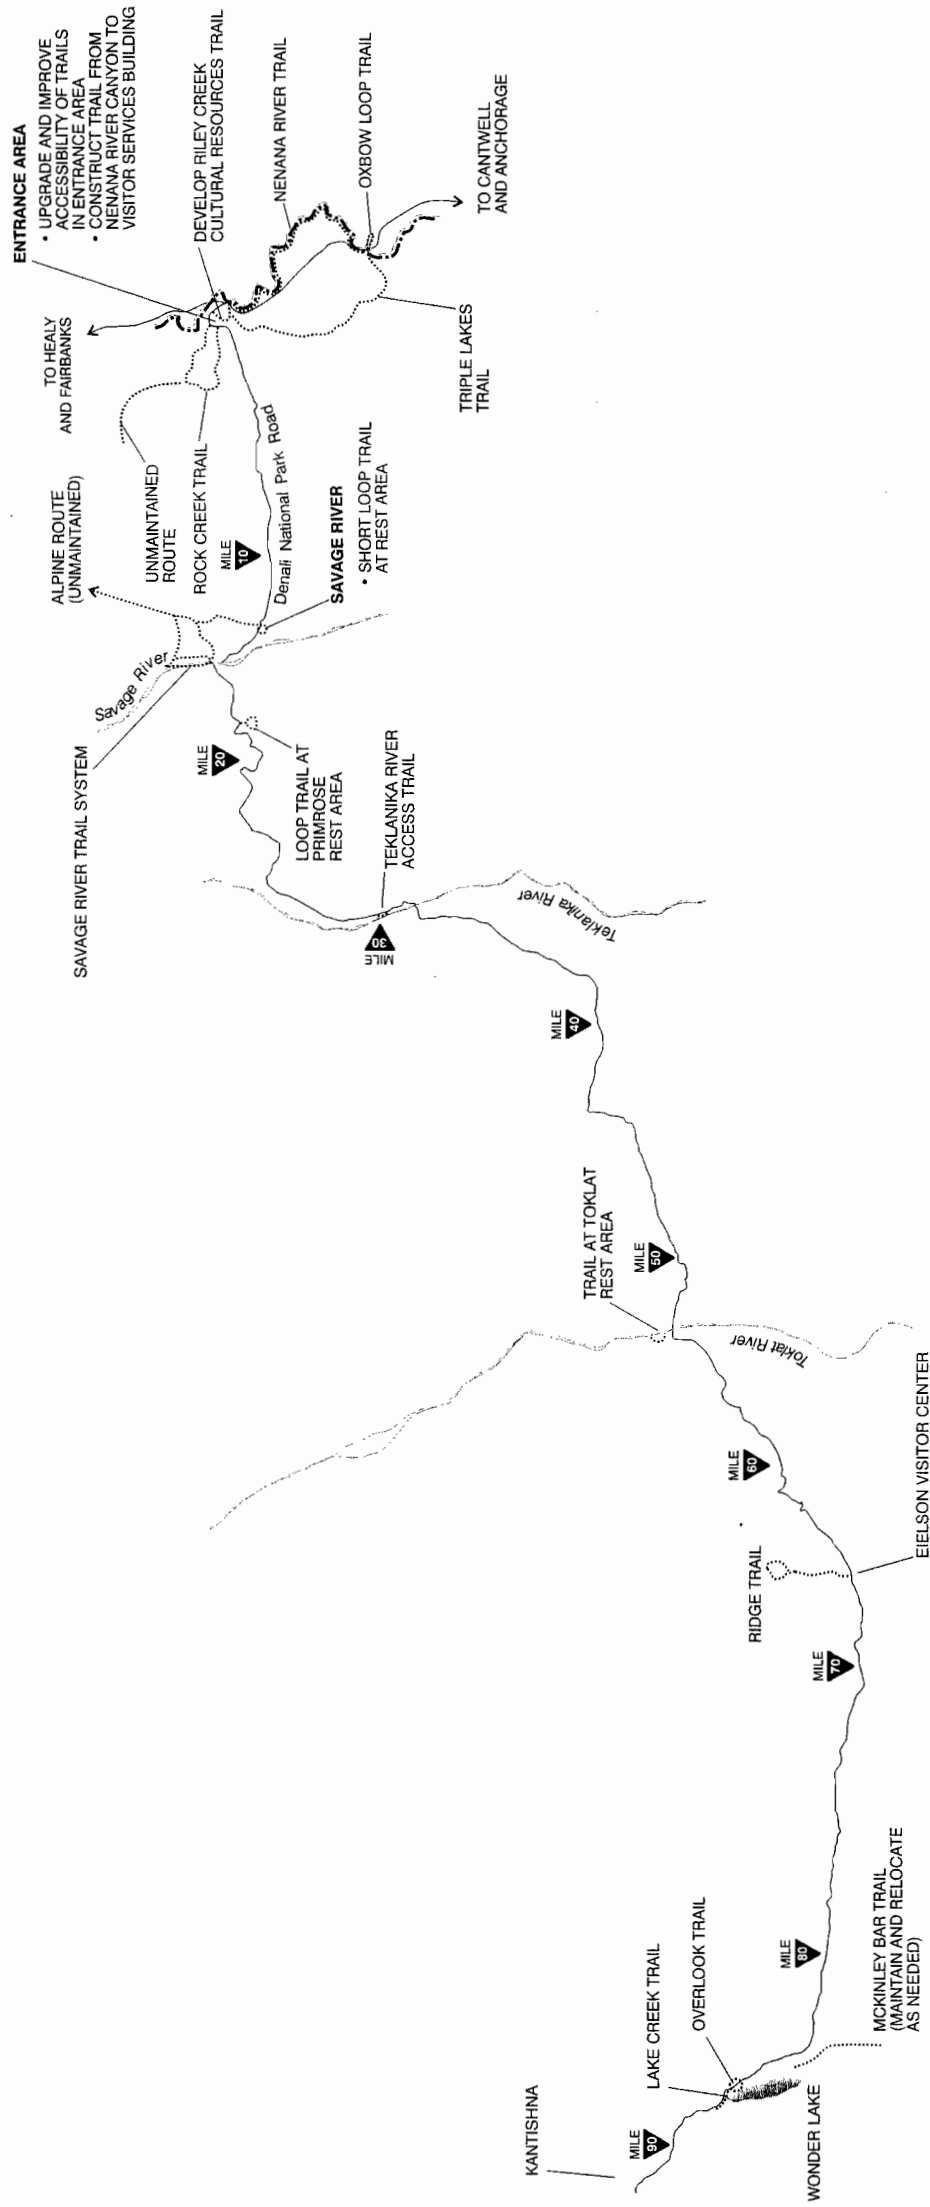 ENTRANCE AREA
• UPGRADE AND IMPROVE
ACCESSIBILITY OF TRAILS
IN ENTRANCE AREA
• CONSTRUCT TRAIL FROM
NENANA RIVER CANYON TO
VISITOR SERVICES BUILDING
TO HEALY
AND FAIRBANKS
DEVELOP RILEY CREEK
CULTURAL RESOURCES TRAIL
NENANA RIVER TRAIL
OXBOW LOOP TRAIL
TO CANTWELL
AND ANCHORAGE
TRIPLE LAKES
TRAIL
UNMAINTAINED
ROUTE
ROCK CREEK TRAIL
Denali National Park Road
MILE
10
ALPINE ROUTE
(UNMAINTAINED)
SAVAGE RIVER
• SHORT LOOP TRAIL
AT REST AREA
Savage River
SAVAGE RIVER TRAIL SYSTEM
MILE
20
LOOP TRAIL AT
PRIMROSE
REST AREA
TEKLANIKA RIVER
ACCESS TRAIL
MILE
30
Teklanika River
MILE
40
TRAIL AT TOKLAT
REST AREA
MILE
50
Toklat River
MILE
60
RIDGE TRAIL
EIELSON VISITOR CENTER
MILE
70
MILE
80
MCKINLEY BAR TRAIL
(MAINTAIN AND RELOCATE
AS NEEDED)
OVERLOOK TRAIL
LAKE CREEK TRAIL
WONDER LAKE
MILE
90
KANTISHNA